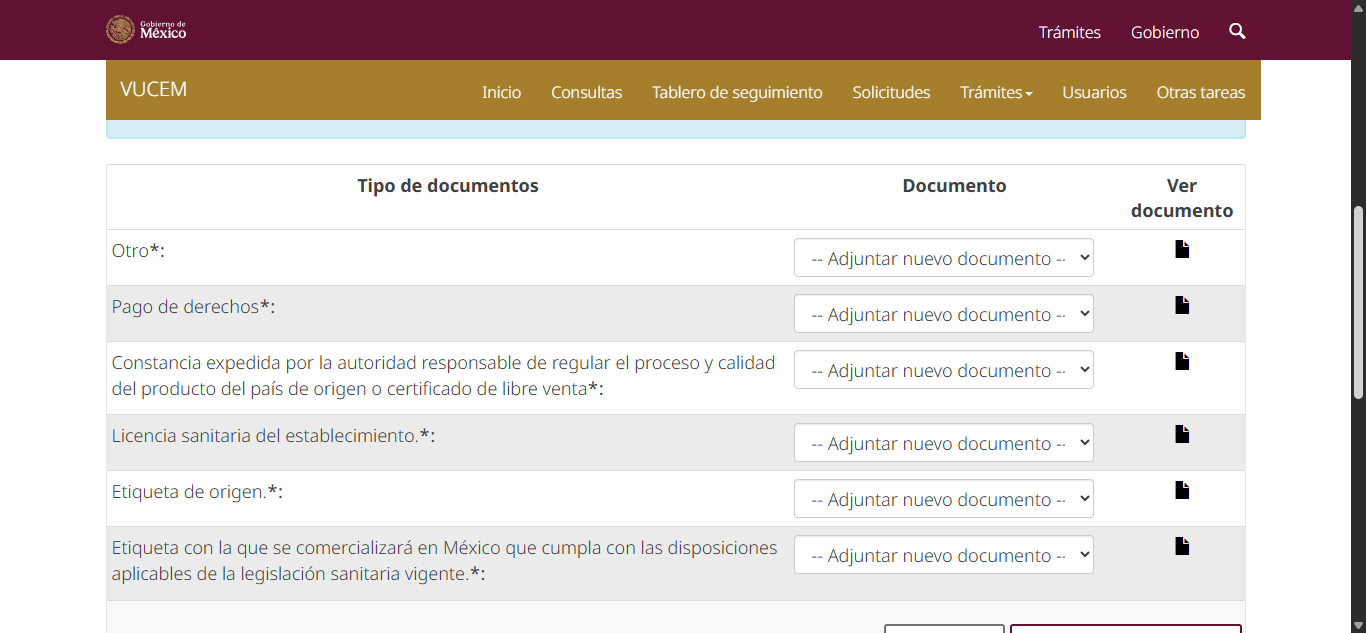 Gobierno de
México
Trámites
Gobierno
VUCEM
Inicio
Consultas
Tablero de seguimiento
Solicitudes
Trámites
Usuarios
Otras tareas
Tipo de documentos
Documento
Ver
documento
Otro*:
-- Adjuntar nuevo documento --
Pago de derechos*:
-- Adjuntar nuevo documento --
Constancia expedida por la autoridad responsable de regular el proceso y calidad
del producto del país de origen o certificado de libre venta*:
-- Adjuntar nuevo documento --
Licencia sanitaria del establecimiento.*:
-- Adjuntar nuevo documento --
Etiqueta de origen.*:
-- Adjuntar nuevo documento --
Etiqueta con la que se comercializará en México que cumpla con las disposiciones
aplicables de la legislación sanitaria vigente.*:
-- Adjuntar nuevo documento --